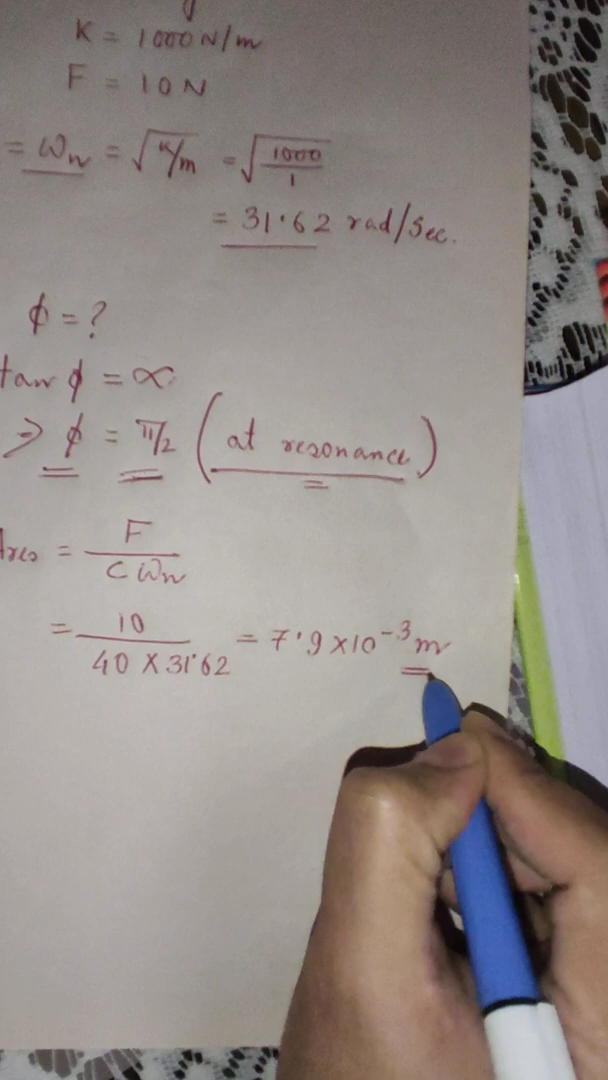 K = 1000 N/m
F = 10 N
= ωn = √K/m = √1000/1
= 31.62 rad/sec.
ϕ = ?
tan ϕ = ∞
=> ϕ = π/2 (at resonance)
Ares = F/Cωn
= 10/40 X 31.62 = 7.9 X 10⁻³ m